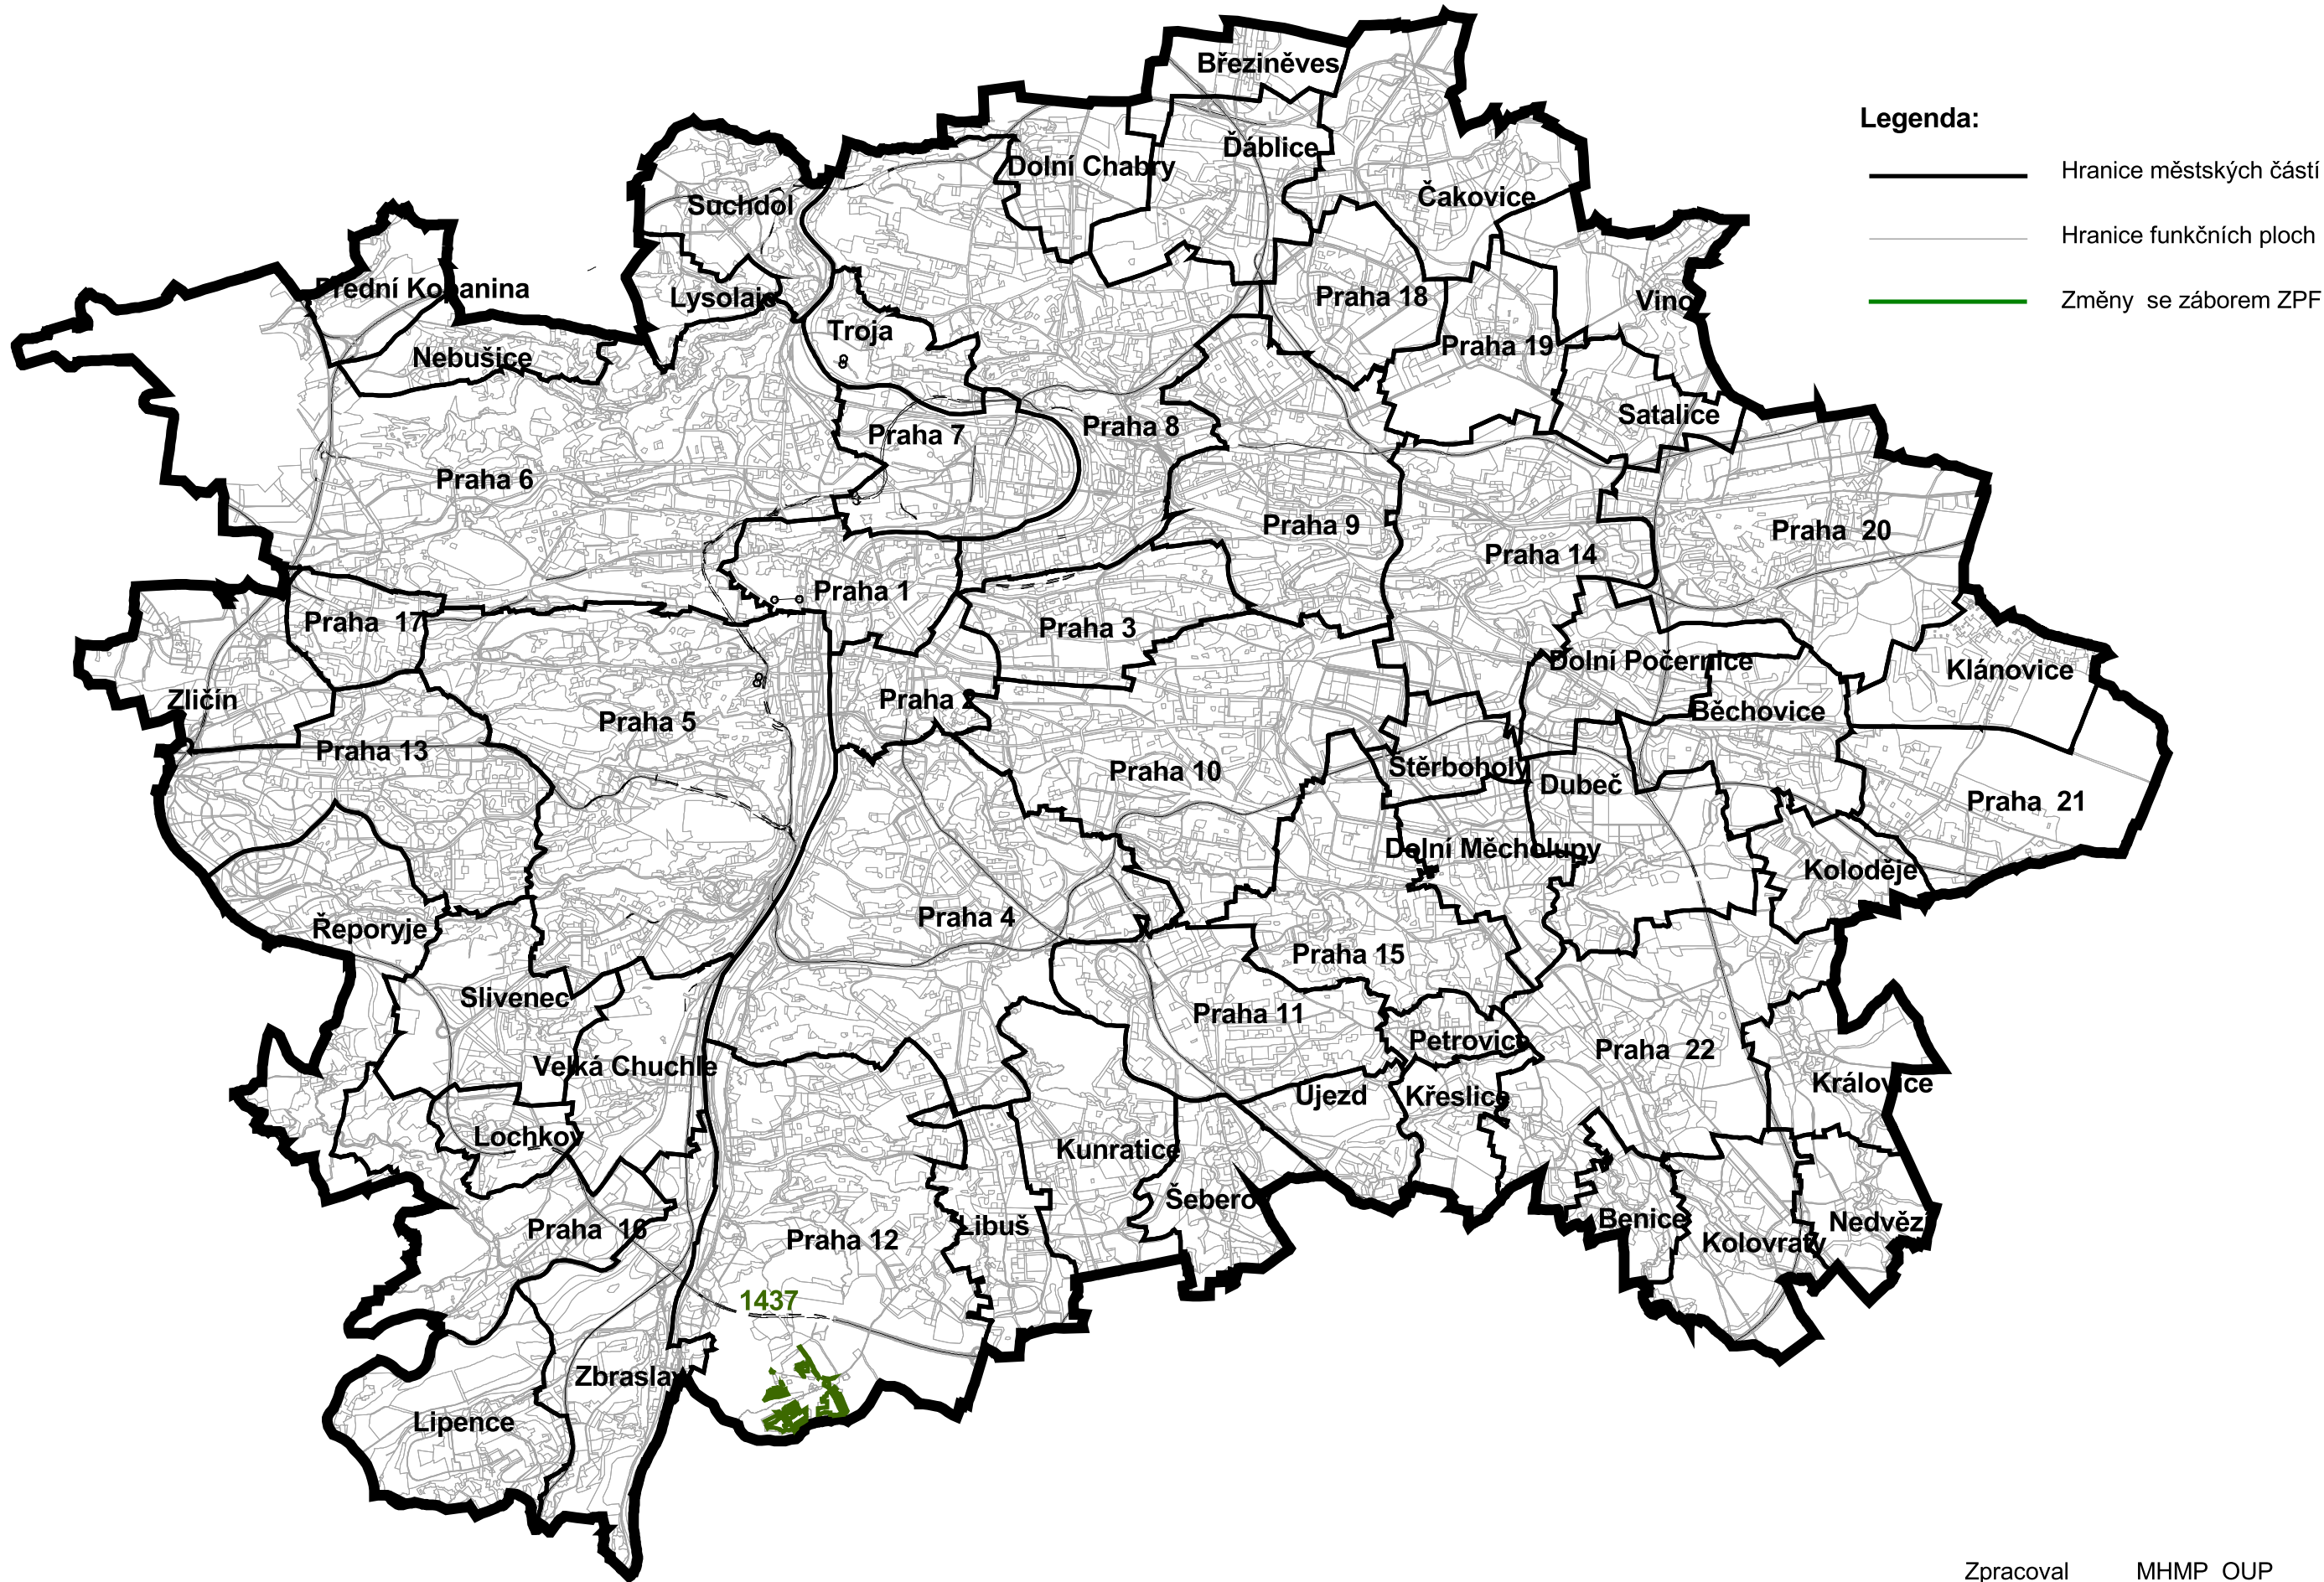 Březiněves
Legenda:
Hranice městských částí
Ďáblice
Dolní Chabry
Čakovice
Suchdol
Hranice funkčních ploch
Přední Kopanina
Lysolaje
Praha 18
Vinoř
Změny se záborem ZPF
Troja
Nebušice
Praha 19
Satalice
Praha 7
Praha 8
Praha 6
Praha 9
Praha 20
Praha 14
Praha 1
Praha 17
Praha 3
Dolní Počernice
Klánovice
Zličín
Praha 2
Běchovice
Praha 5
Praha 13
Praha 10
Štěrboholy
Dubeč
Praha 21
Dolní Měcholupy
Koloděje
Praha 4
Řeporyje
Praha 15
Slivenec
Praha 11
Petrovice
Praha 22
Velká Chuchle
Královice
Ujezd
Křeslice
Lochkov
Kunratice
Šeberov
Praha 16
Libuš
Benice
Nedvězí
Praha 12
Kolovraty
1437
Zbraslav
Lipence
Zpracoval MHMP OUP